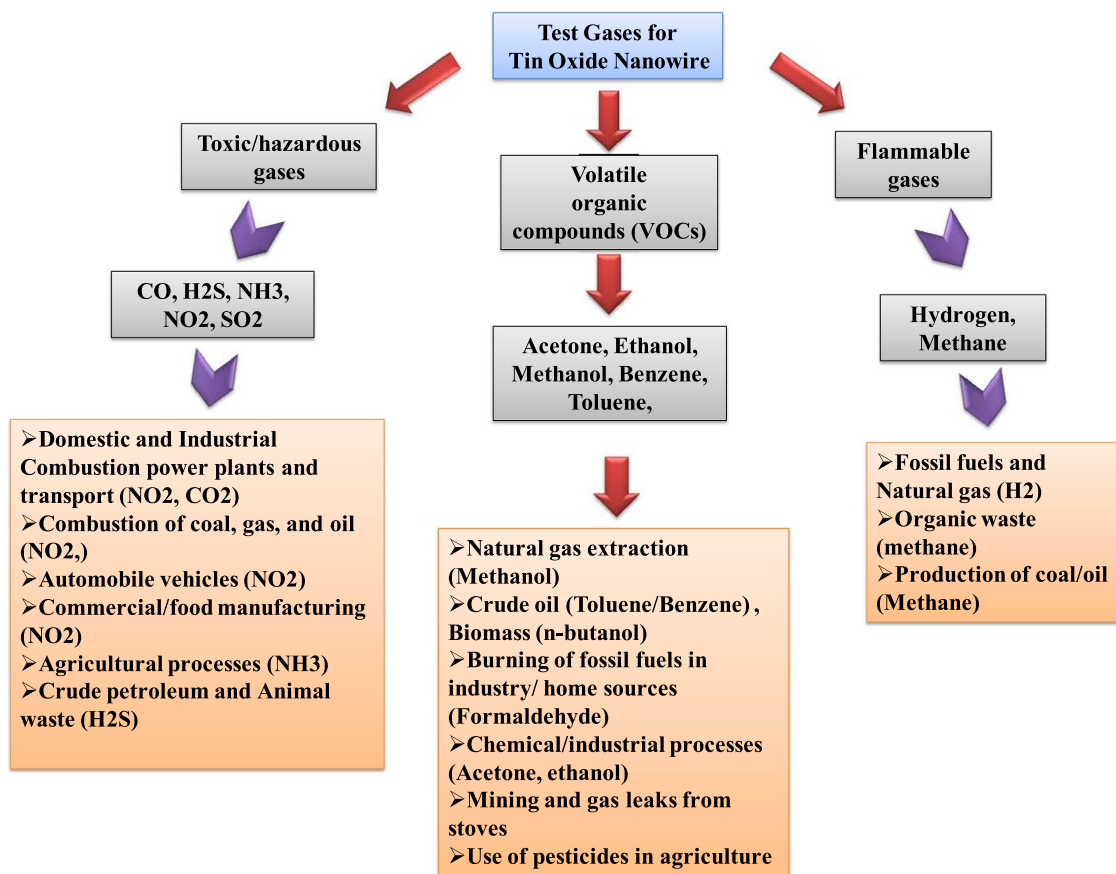 Test Gases for
Tin Oxide Nanowire
Toxic/hazardous
gases
Volatile
organic
compounds (VOCs)
Flammable
gases
CO, H2S, NH3,
NO2, SO2
Acetone, Ethanol,
Methanol, Benzene,
Toluene,
Hydrogen,
Methane
➢Domestic and Industrial
Combustion power plants and
transport (NO2, CO2)
➢Combustion of coal, gas, and oil
(NO2,)
➢Automobile vehicles (NO2)
➢Commercial/food manufacturing
(NO2)
➢Agricultural processes (NH3)
➢Crude petroleum and Animal
waste (H2S)
➢Natural gas extraction
(Methanol)
➢Crude oil (Toluene/Benzene) ,
Biomass (n-butanol)
➢Burning of fossil fuels in
industry/ home sources
(Formaldehyde)
➢Chemical/industrial processes
(Acetone, ethanol)
➢Mining and gas leaks from
stoves
➢Use of pesticides in agriculture
➢Fossil fuels and
Natural gas (H2)
➢Organic waste
(methane)
➢Production of coal/oil
(Methane)